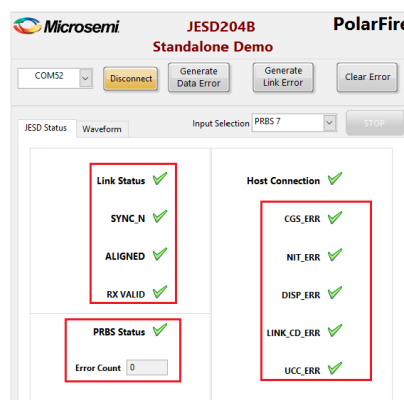 Microsemi
JESD204B
Standalone Demo
PolarFire
COM52
Disconnect
Generate
Data Error
Generate
Link Error
Clear Error
JESD Status
Waveform
Input Selection
PRBS 7
STOP
Link Status
SYNC_N
ALIGNED
RX VALID
PRBS Status
Error Count 0
Host Connection
CGS_ERR
NIT_ERR
DISP_ERR
LINK_CD_ERR
UCC_ERR